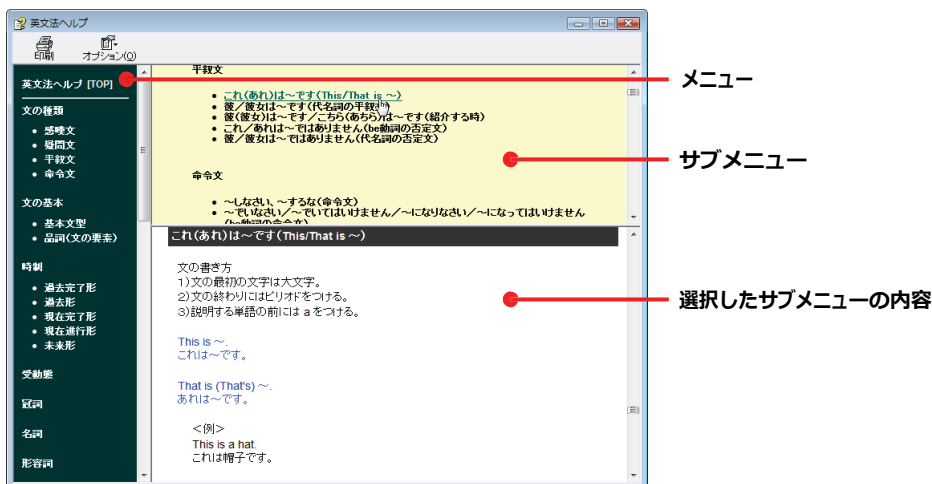 英文法ヘルプ
印刷
オプション(O)
英文法ヘルプ [TOP]
文の種類
• 感嘆文
• 疑問文
• 平叙文
• 命令文
文の基本
• 基本文型
• 品詞(文の要素)
時制
• 過去完了形
• 過去形
• 現在完了形
• 現在進行形
• 未来形
受動態
冠詞
名詞
形容詞
平叙文
• これ(あれ)は～です(This/That is ～)
• 彼／彼女は～です(代名詞の平叙文)
• 彼(彼女)は～です／こちら(あちら)は～です(紹介する時)
• これ／あれは～ではありません(be動詞の否定文)
• 彼／彼女は～ではありません(代名詞の否定文)
命令文
• ～しなさい、～するな(命令文)
• ～でいなさい／～でいてはいけません／～になりなさい／～になってはいけません
(be動詞の命令文)
これ(あれ)は～です(This/That is ～)
文の書き方
1)文の最初の文字は大文字。
2)文の終わりにはピリオドをつける。
3)説明する単語の前には a をつける。
This is ～.
これは～です。
That is (That's) ～.
あれは～です。
＜例＞
This is a hat.
これは帽子です。
メニュー
サブメニュー
選択したサブメニューの内容